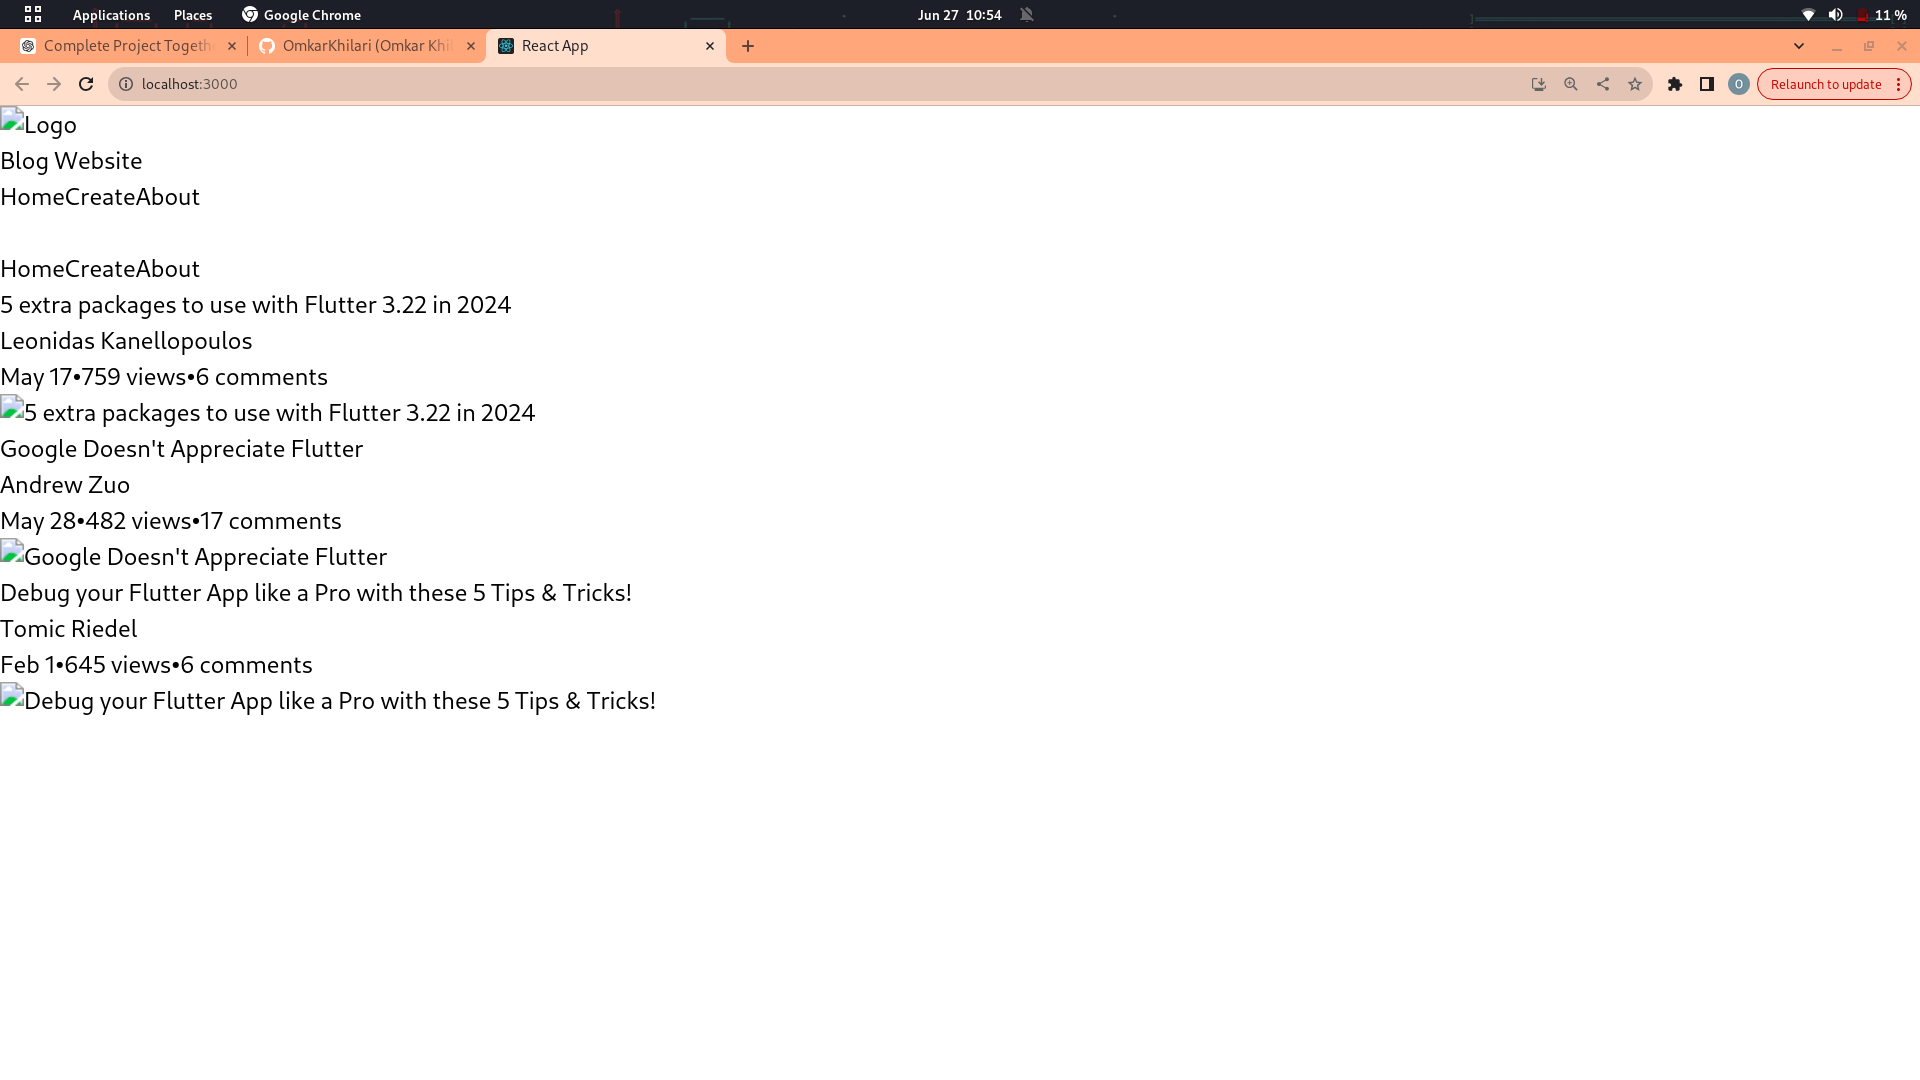 Applications Places Google Chrome Jun 27 10:54 11 %
Complete Project Togeth OmkarKhilari (Omkar Khil React App
localhost:3000 O Relaunch to update
Logo
Blog Website
HomeCreateAbout
HomeCreateAbout
5 extra packages to use with Flutter 3.22 in 2024
Leonidas Kanellopoulos
May 17•759 views•6 comments
5 extra packages to use with Flutter 3.22 in 2024
Google Doesn't Appreciate Flutter
Andrew Zuo
May 28•482 views•17 comments
Google Doesn't Appreciate Flutter
Debug your Flutter App like a Pro with these 5 Tips & Tricks!
Tomic Riedel
Feb 1•645 views•6 comments
Debug your Flutter App like a Pro with these 5 Tips & Tricks!